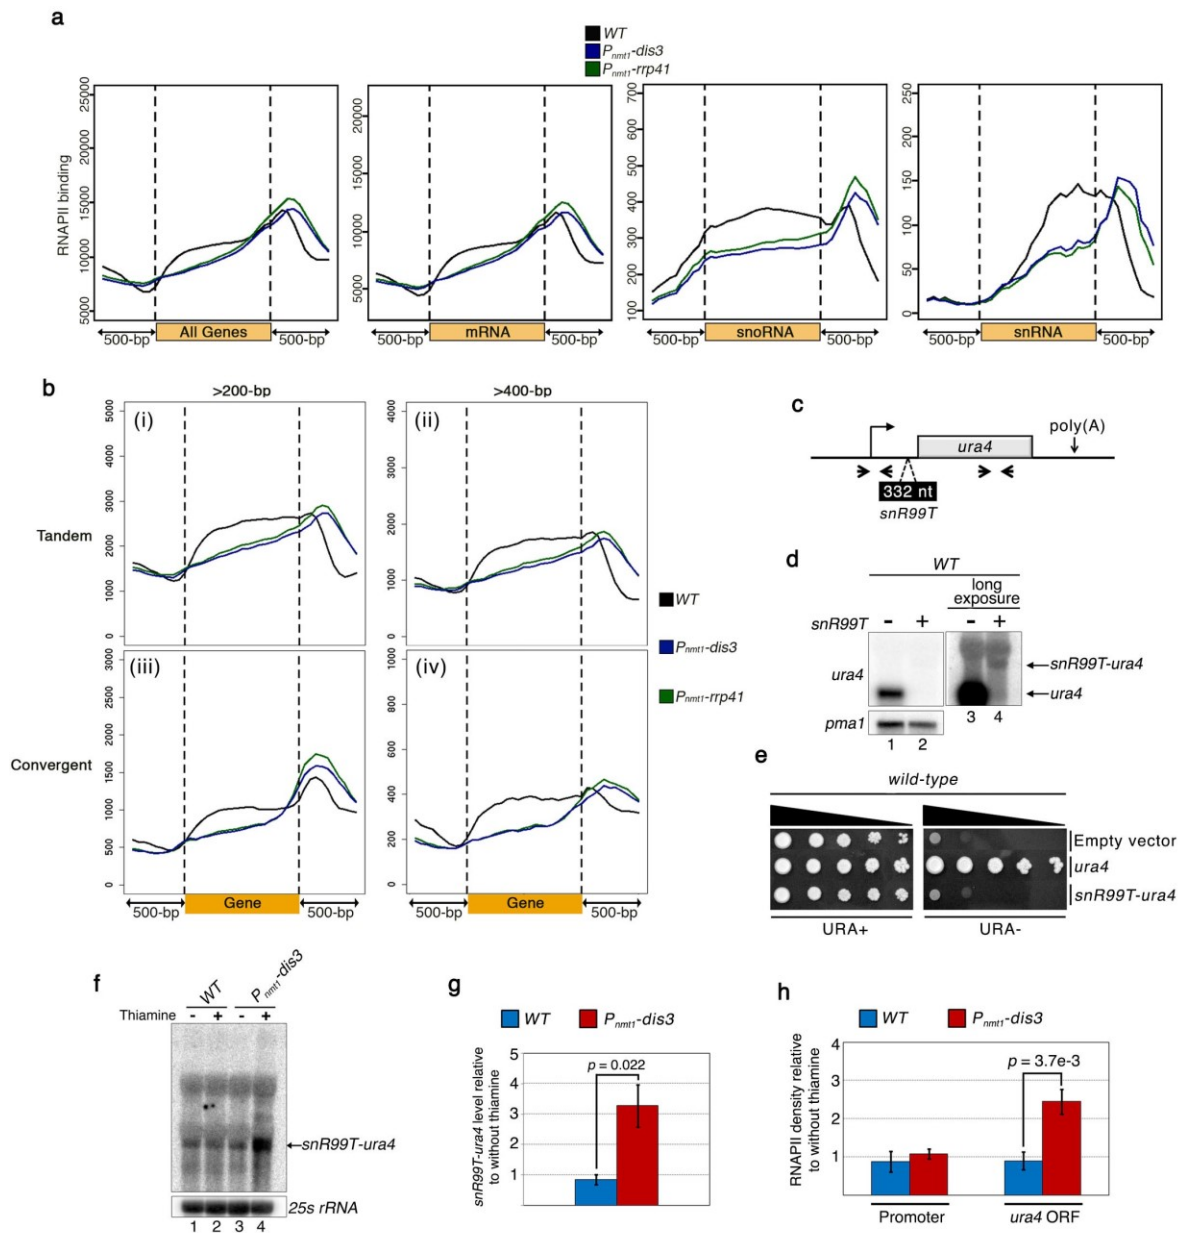 a
WT
Pnmt1-dis3
Pnmt1-rrp41
RNAPII binding
25000
20000
15000
10000
5000
20000
15000
10000
5000
700
600
500
400
300
200
100
250
200
150
100
50
0
500-bp
All Genes
500-bp
500-bp
mRNA
500-bp
500-bp
snoRNA
500-bp
500-bp
snRNA
500-bp
b
>200-bp
>400-bp
(i)
5000
4000
3000
2000
1000
0
(ii)
4000
3000
2000
1000
0
Tandem
(iii)
3000
2500
2000
1500
1000
500
0
(iv)
1000
800
600
400
200
0
Convergent
500-bp
Gene
500-bp
500-bp
Gene
500-bp
WT
Pnmt1-dis3
Pnmt1-rrp41
c
ura4
poly(A)
332 nt
snR99T
d
WT
long
exposure
snR99T
- + - +
ura4
snR99T-ura4
ura4
pma1
1 2
3 4
e
wild-type
Empty vector
ura4
snR99T-ura4
URA+
URA-
f
WT
Pnmt1-dis3
Thiamine - + - +
snR99T-ura4
25s rRNA
1 2 3 4
g
WT
Pnmt1-dis3
snR99T-ura4 level relative
to without thiamine
5
4
3
2
1
p = 0.022
h
WT
Pnmt1-dis3
RNAPII density relative
to without thiamine
4
3
2
1
p = 3.7e-3
Promoter
ura4 ORF